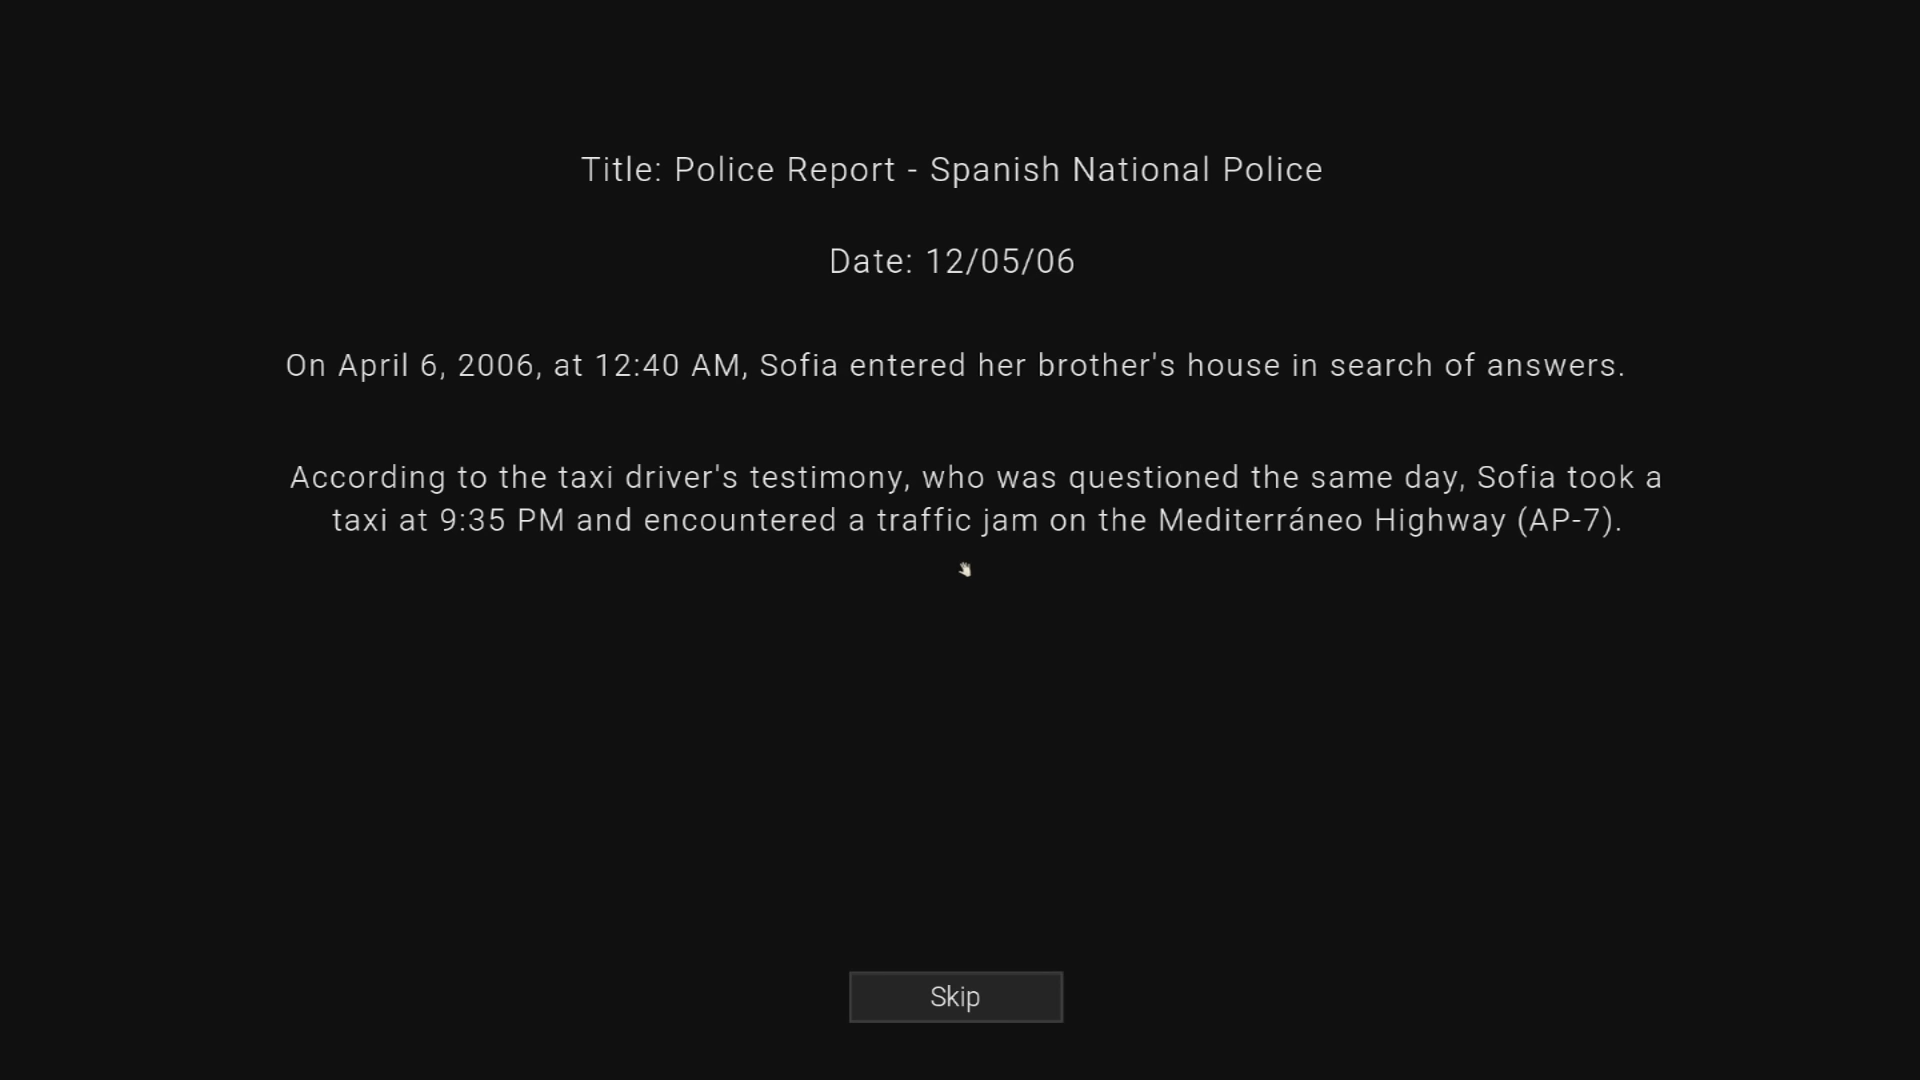 Title: Police Report - Spanish National Police
Date: 12/05/06
On April 6, 2006, at 12:40 AM, Sofia entered her brother's house in search of answers.
According to the taxi driver's testimony, who was questioned the same day, Sofia took a
taxi at 9:35 PM and encountered a traffic jam on the Mediterráneo Highway (AP-7).
Skip